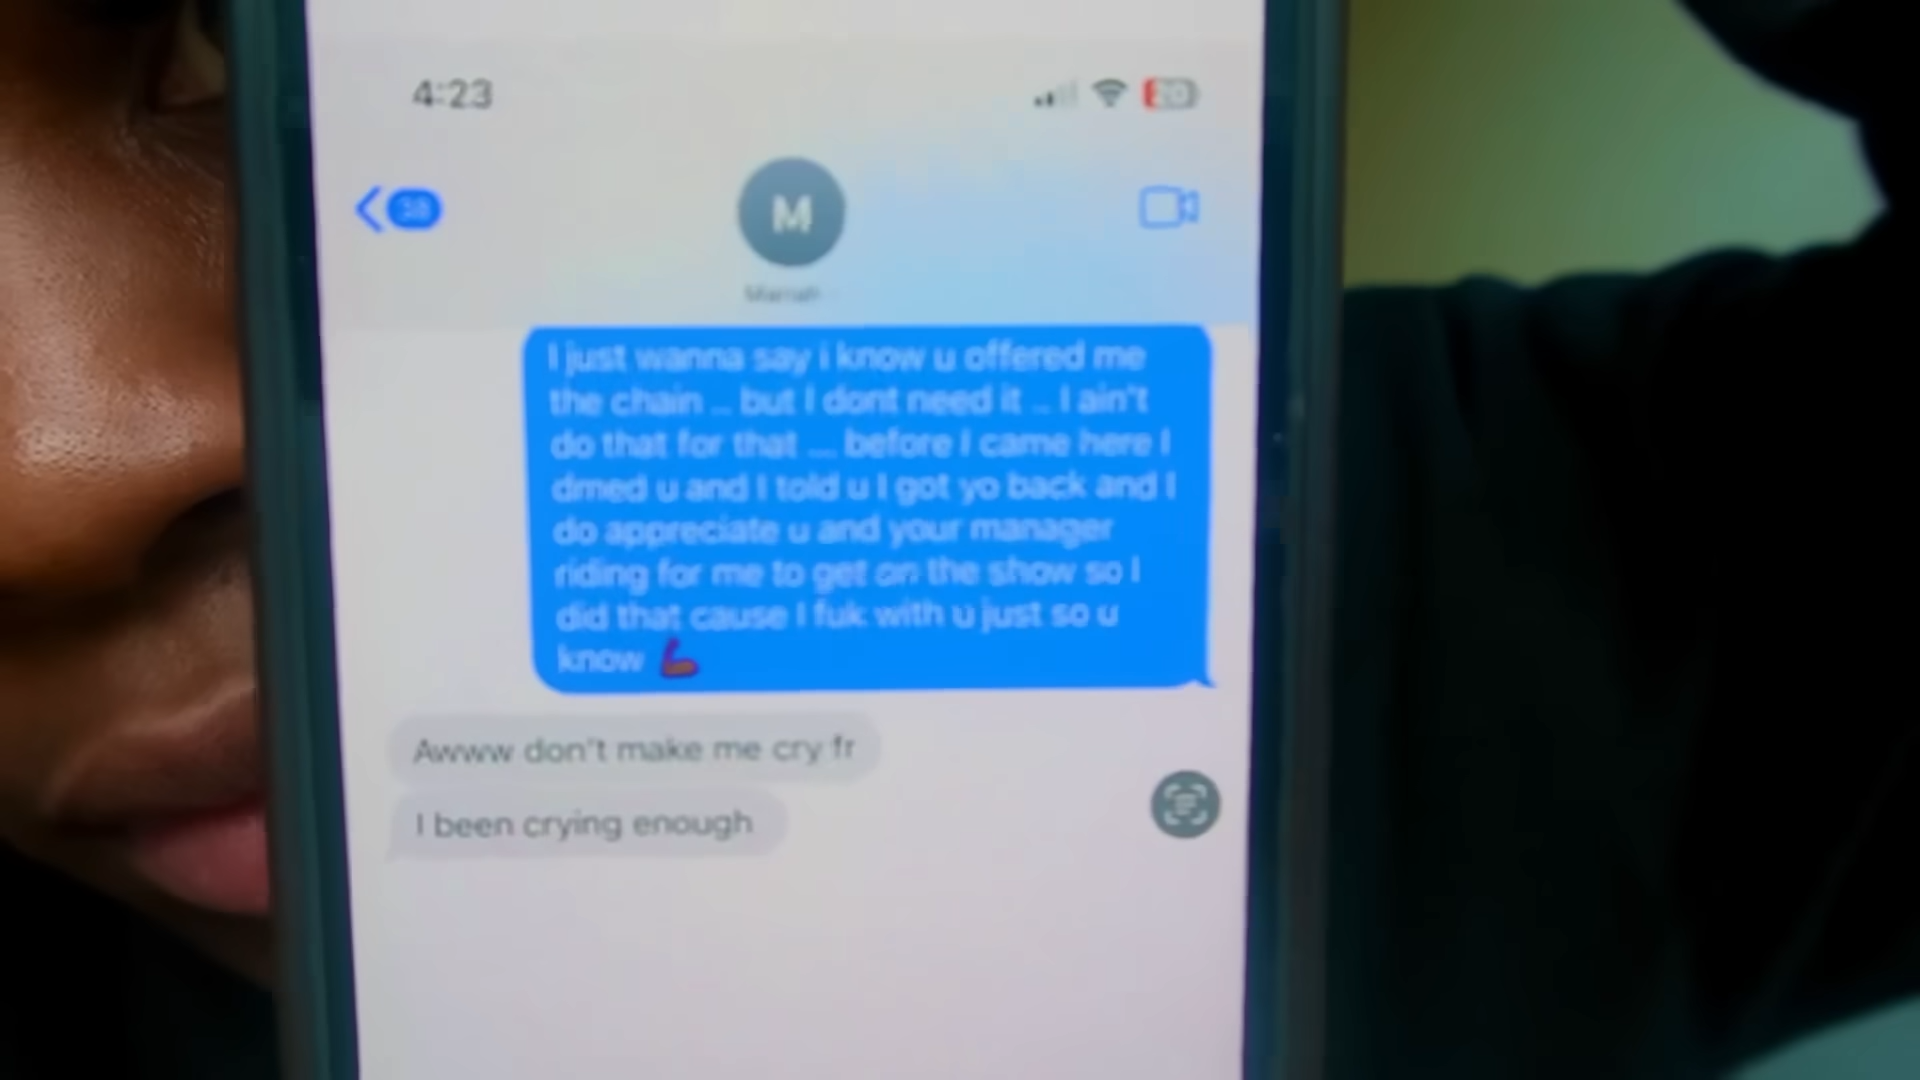 4:23
M
I just wanna say i know u offered me
the chain ... but I dont need it ... I ain't
do that for that .... before I came here I
dmed u and I told u I got yo back and I
do appreciate u and your manager
riding for me to get on the show so I
did that cause I fuk with u just so u
know 💪🏾
Awww don't make me cry fr
I been crying enough